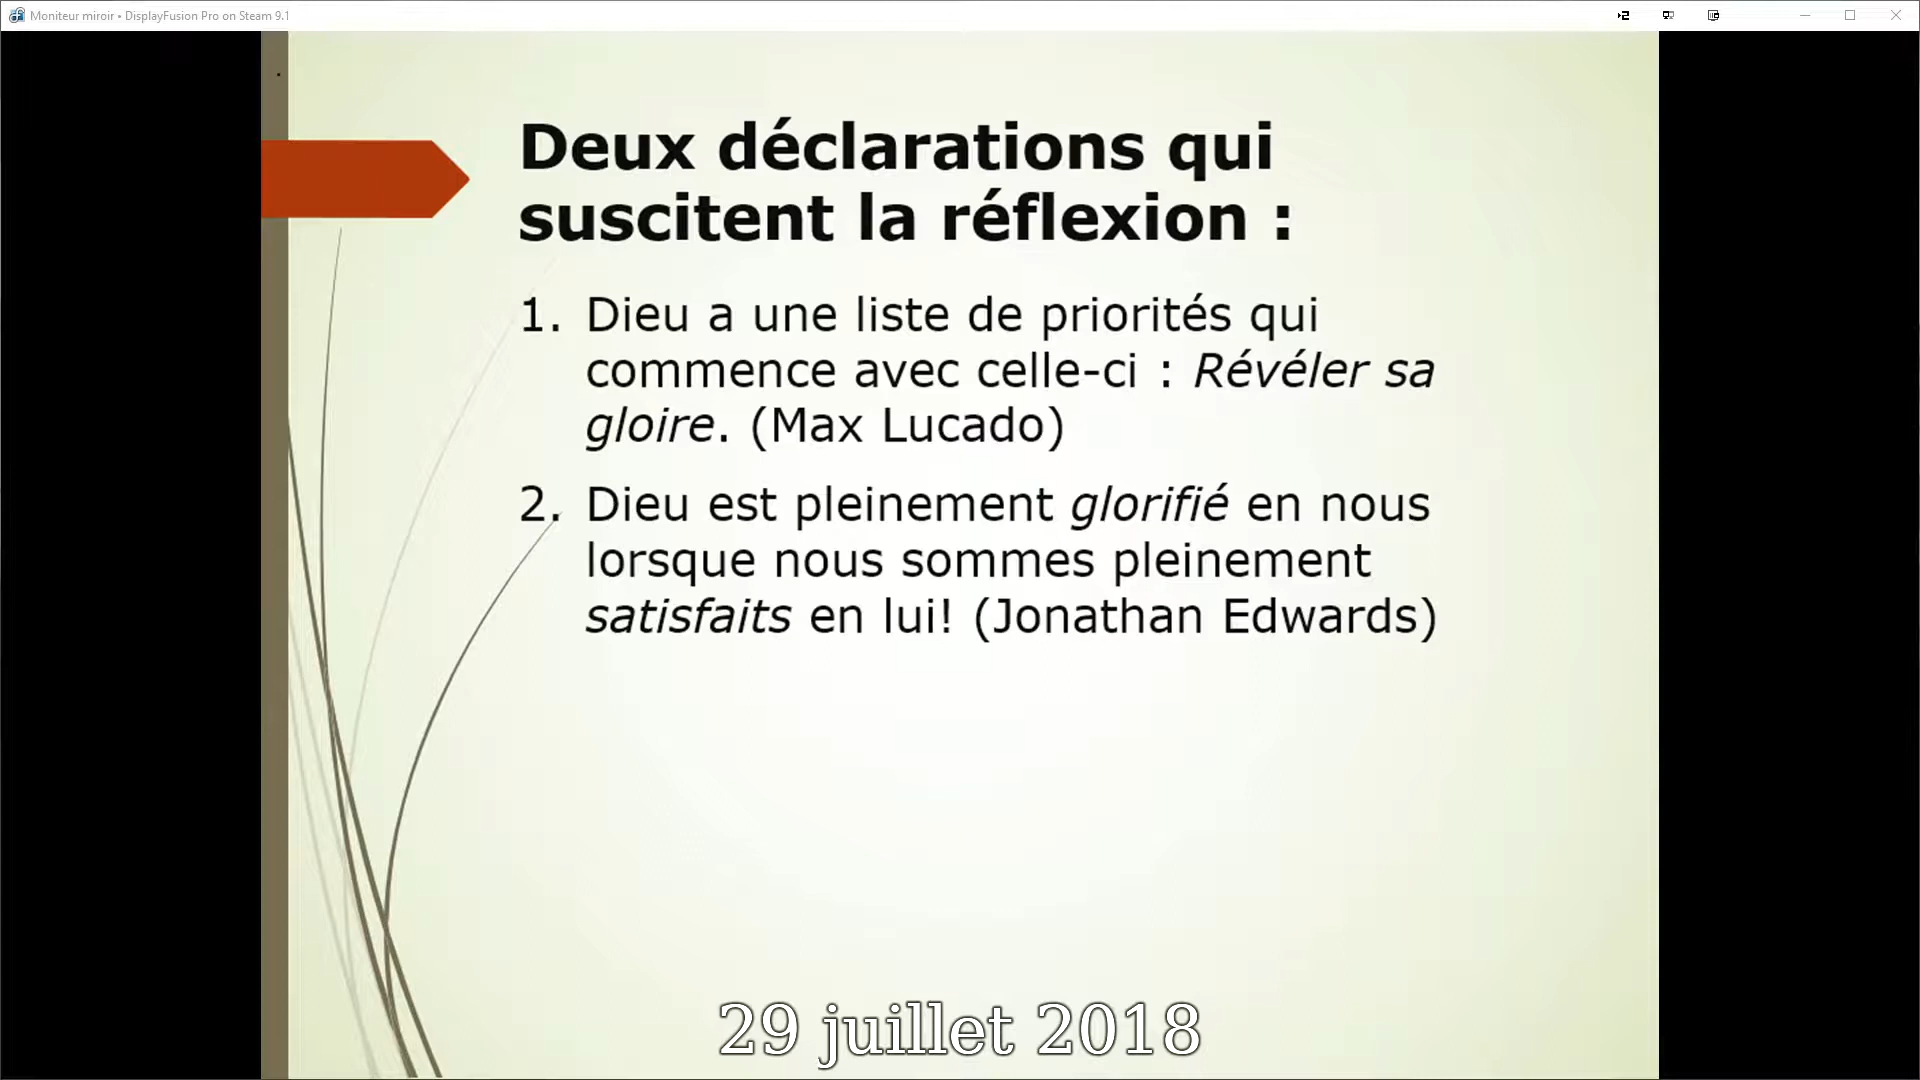 Moniteur miroir • DisplayFusion Pro on Steam 9.1
Deux déclarations qui
suscitent la réflexion :
1. Dieu a une liste de priorités qui
commence avec celle-ci : Révéler sa
gloire. (Max Lucado)
2. Dieu est pleinement glorifié en nous
lorsque nous sommes pleinement
satisfaits en lui! (Jonathan Edwards)
29 juillet 2018